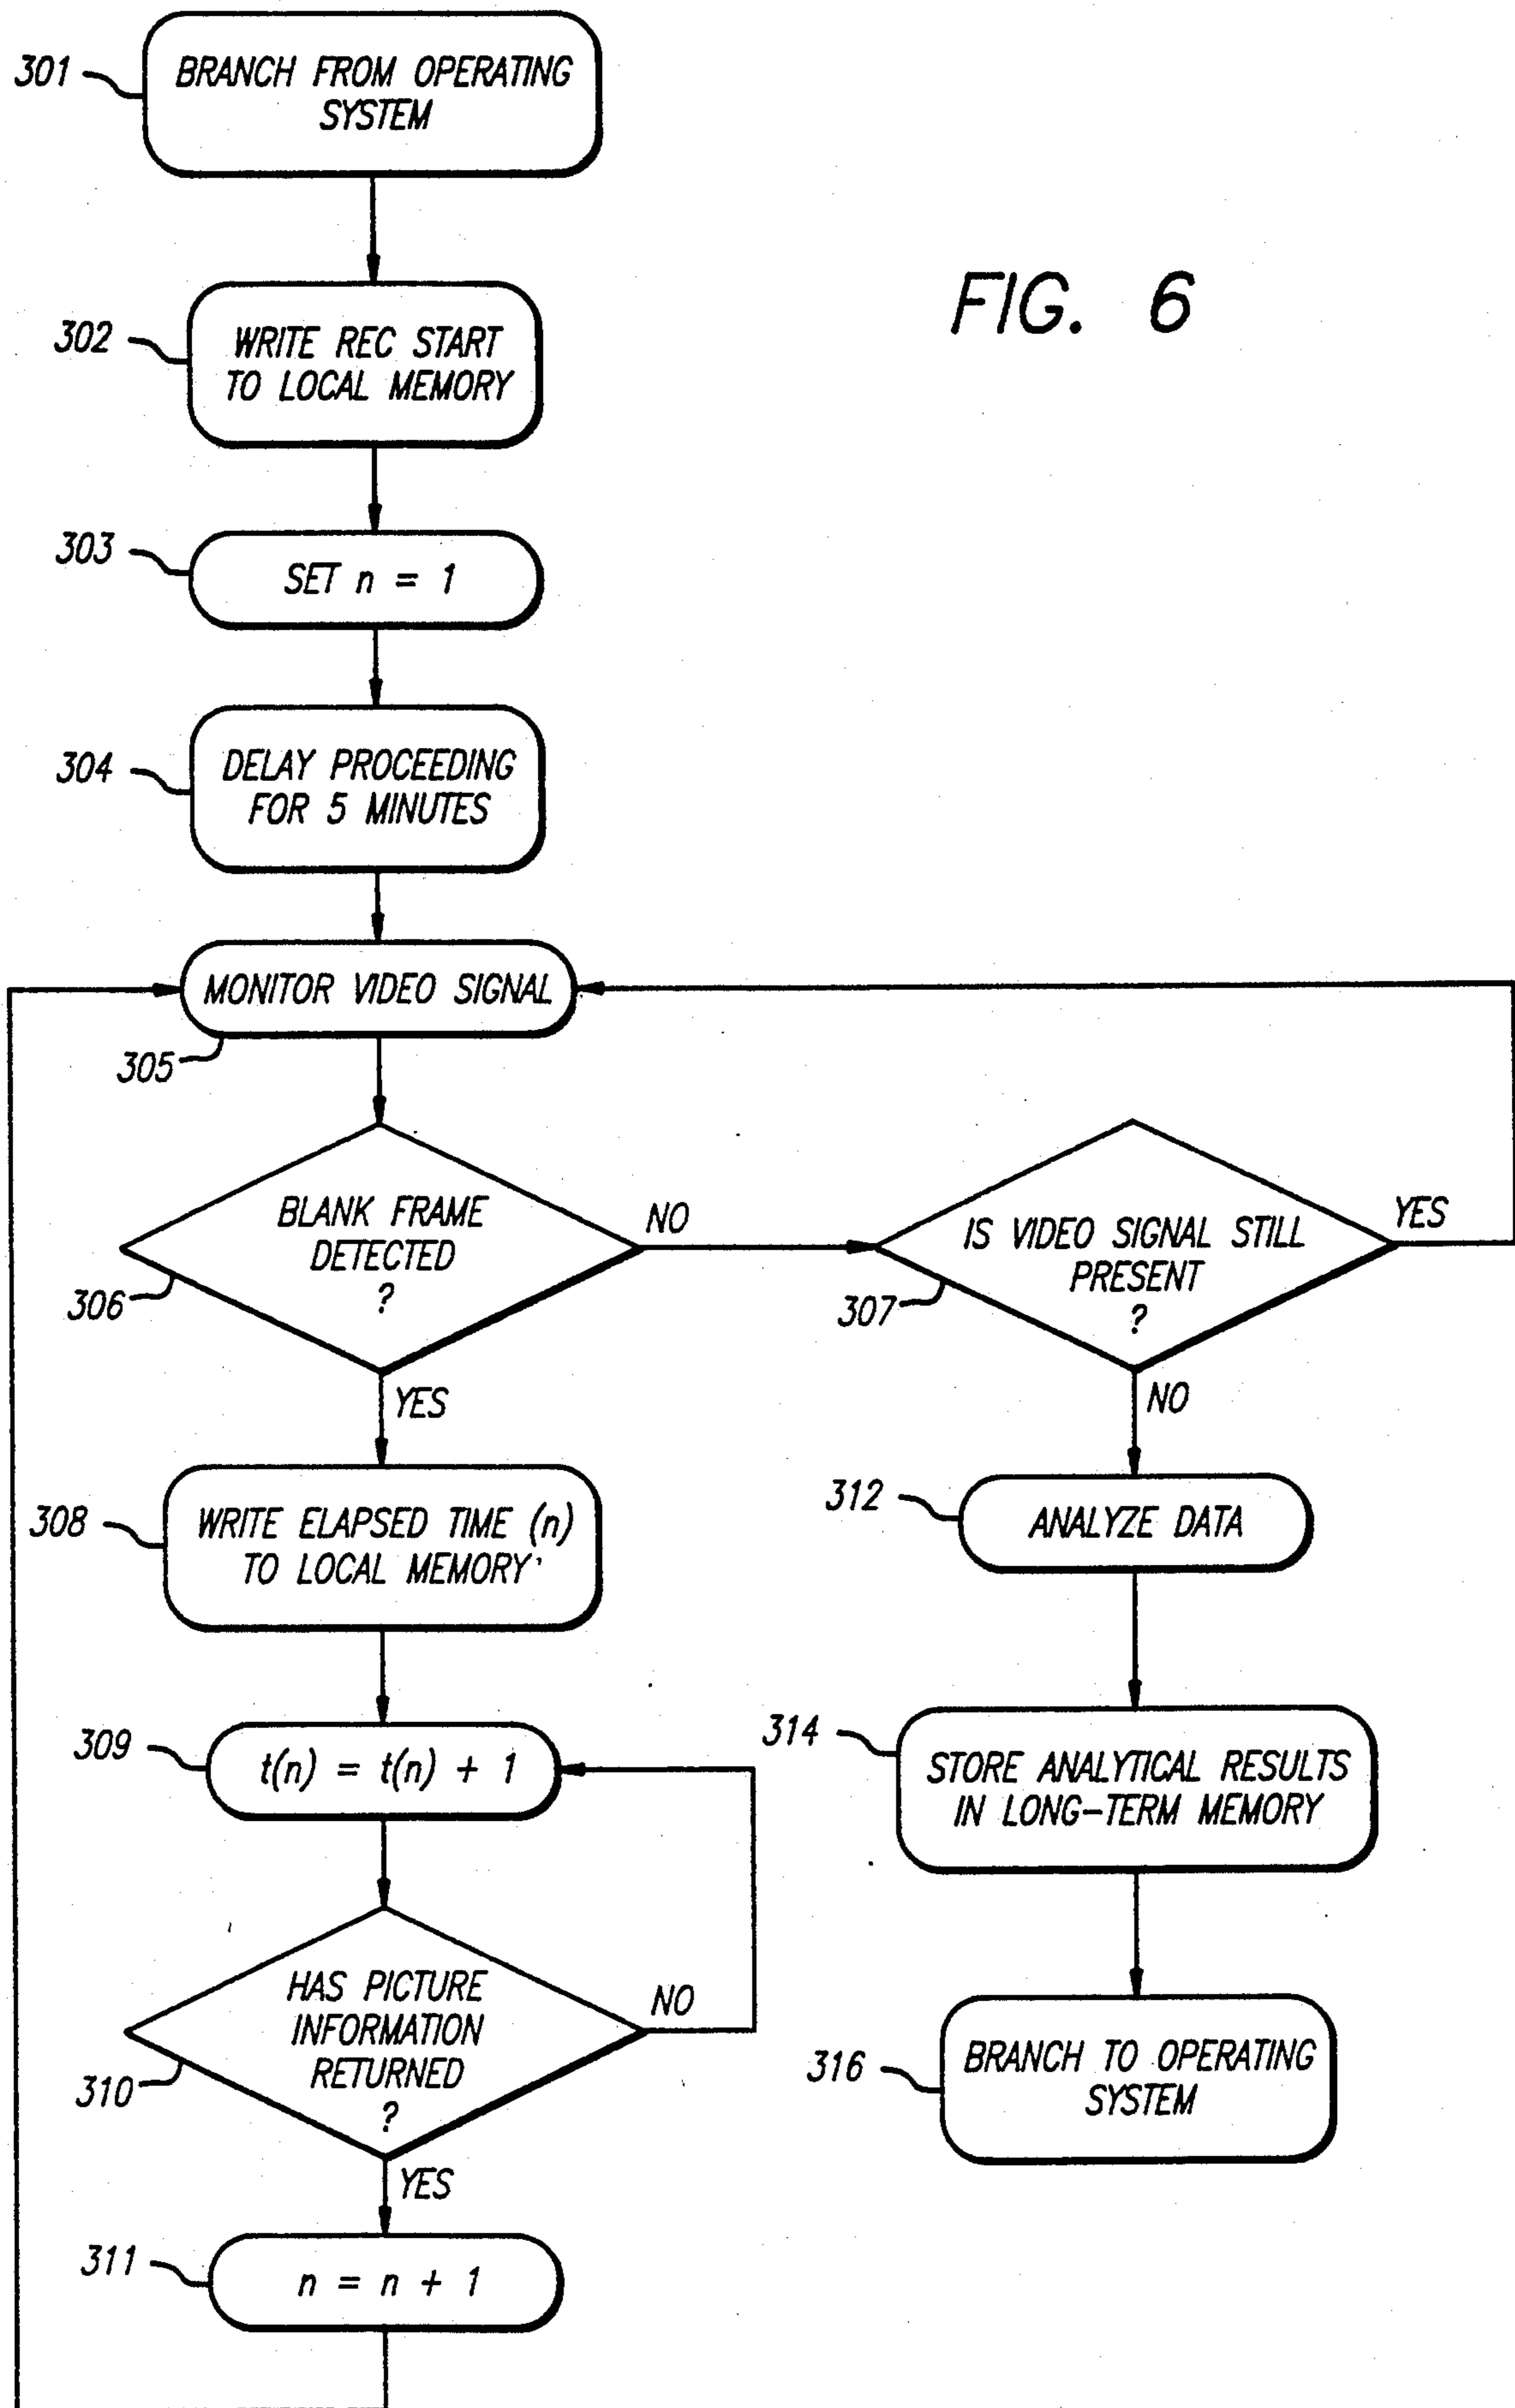 301
BRANCH FROM OPERATING
SYSTEM
FIG. 6
302
WRITE REC START
TO LOCAL MEMORY
303
SET n = 1
304
DELAY PROCEEDING
FOR 5 MINUTES
MONITOR VIDEO SIGNAL
305
BLANK FRAME
DETECTED
?
306
NO
IS VIDEO SIGNAL STILL
PRESENT
?
307
YES
YES
NO
308
WRITE ELAPSED TIME (n)
TO LOCAL MEMORY
312
ANALYZE DATA
309
t(n) = t(n) + 1
314
STORE ANALYTICAL RESULTS
IN LONG-TERM MEMORY
HAS PICTURE
INFORMATION
RETURNED
?
310
NO
316
BRANCH TO OPERATING
SYSTEM
YES
311
n = n + 1